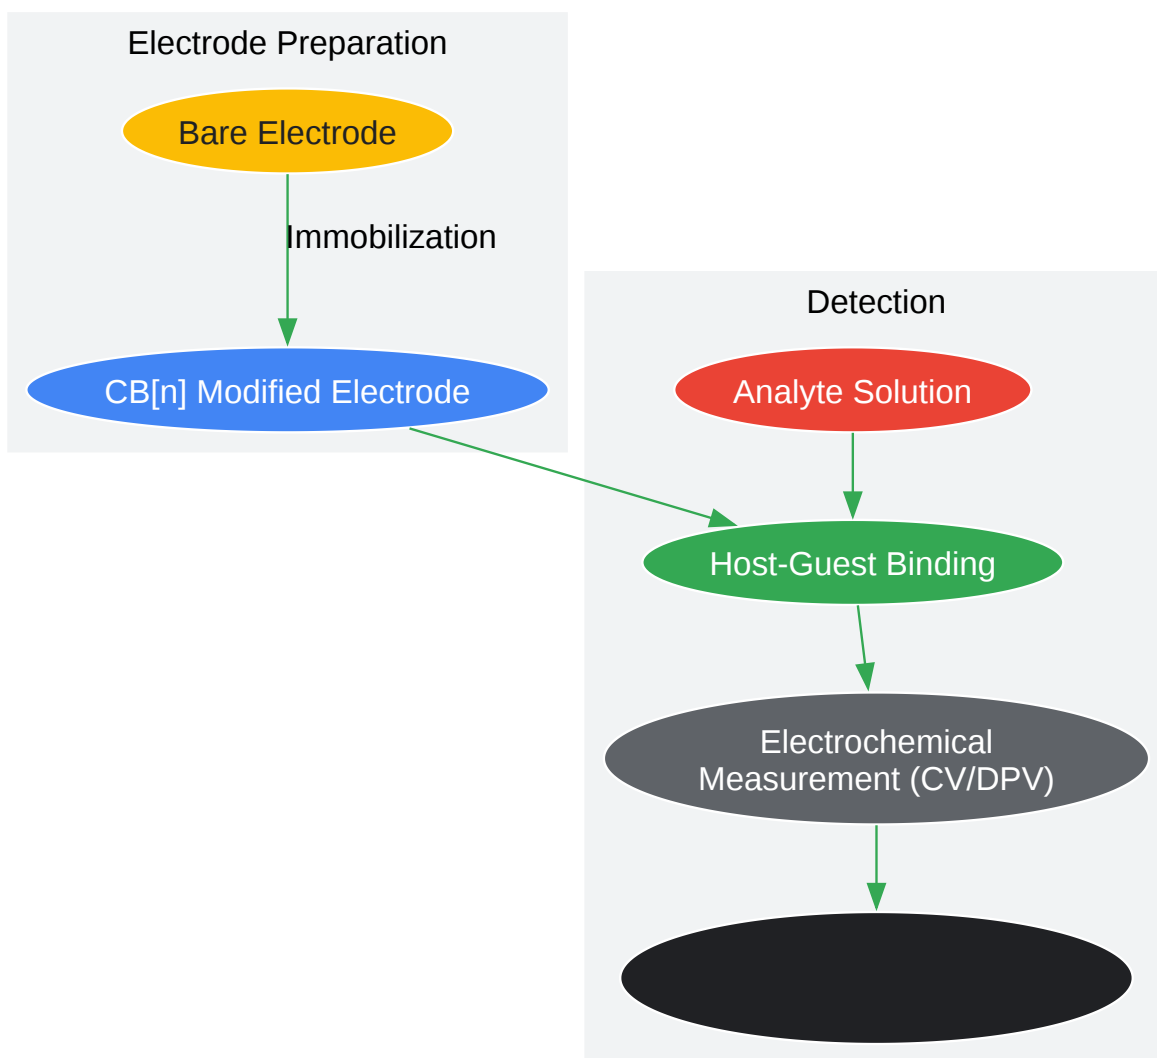 Electrode Preparation
Bare Electrode
Immobilization
CB[n] Modified Electrode
Detection
Analyte Solution
Host-Guest Binding
Electrochemical
Measurement (CV/DPV)